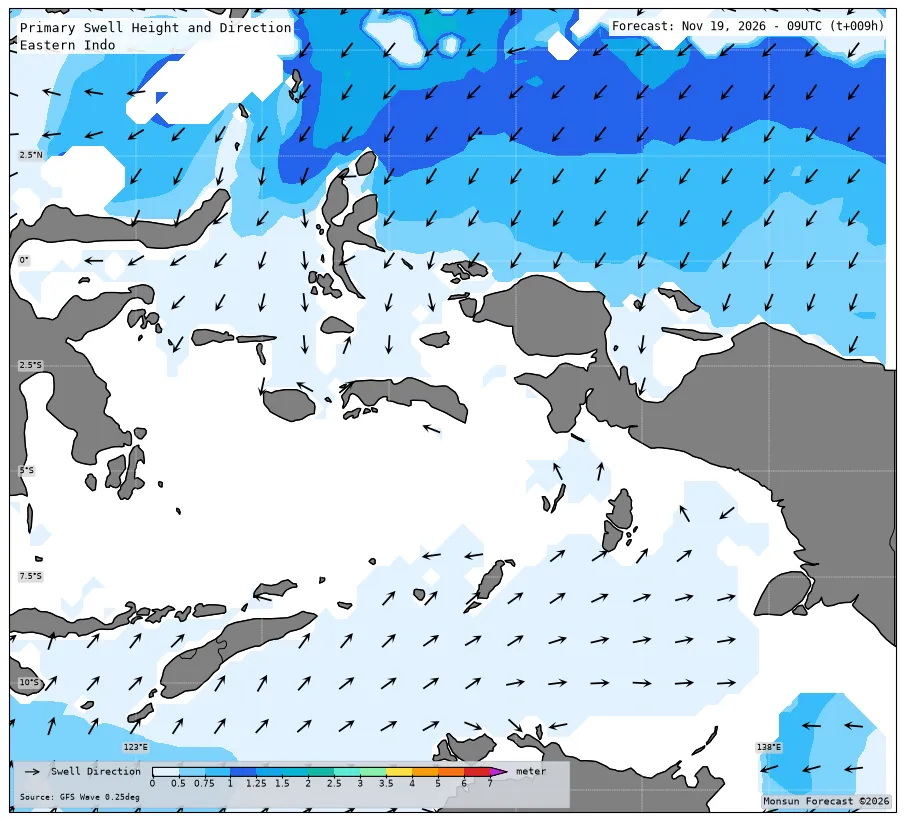 Primary Swell Height and Direction
Eastern Indo
Forecast: Nov 19, 2026 - 09UTC (t+009h)
2.5°N
0°
2.5°S
5°S
7.5°S
10°S
123°E
138°E
Swell Direction
0 0.5 0.75 1 1.25 1.5 2 2.5 3 3.5 4 5 6 7
meter
Source: GFS Wave 0.25deg
Monsun Forecast ©2026